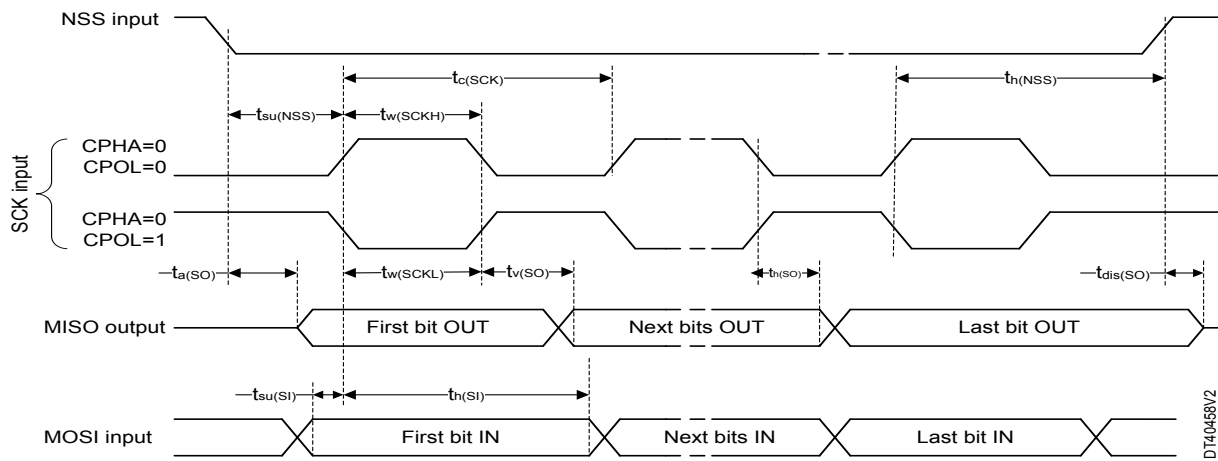 NSS input
tc(SCK)
th(NSS)
tsu(NSS)
tw(SCKH)
SCK input
CPHA=0
CPOL=0
CPHA=0
CPOL=1
ta(SO)
tw(SCKL)
tv(SO)
th(SO)
tdis(SO)
MISO output
First bit OUT
Next bits OUT
Last bit OUT
tsu(SI)
th(SI)
MOSI input
First bit IN
Next bits IN
Last bit IN
DT40458V2